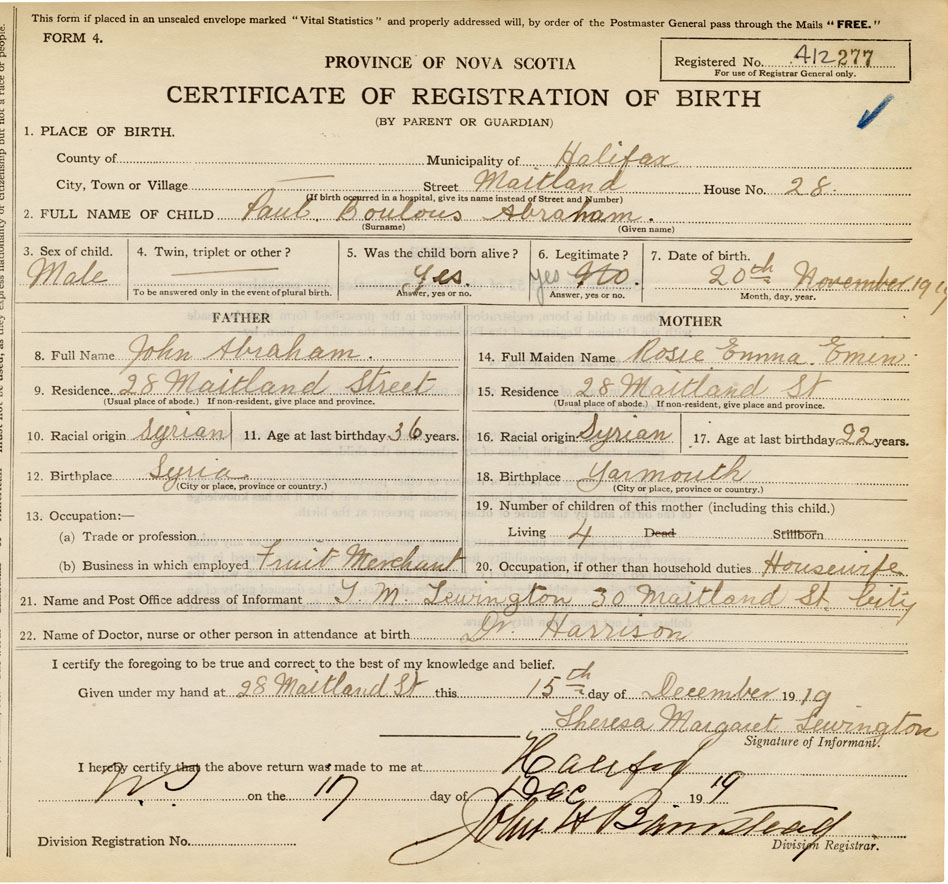 This form if placed in an unsealed envelope marked "Vital Statistics" and properly addressed will, by order of the Postmaster General pass through the Mails "FREE."
FORM 4.
Registered No. 412277
For use of Registrar General only.
PROVINCE OF NOVA SCOTIA
CERTIFICATE OF REGISTRATION OF BIRTH
(BY PARENT OR GUARDIAN)
1. PLACE OF BIRTH.
County of Municipality of Halifax
City, Town or Village Street Maitland House No. 28
(If birth occurred in a hospital, give its name instead of Street and Number)
2. FULL NAME OF CHILD Paul Boulous Abraham.
(Surname) (Given name)
3. Sex of child. 4. Twin, triplet or other? 5. Was the child born alive? 6. Legitimate? 7. Date of birth.
Male Yes. yes No. 20th November 19
To be answered only in the event of plural birth. Answer, yes or no. Answer, yes or no. Month, day, year.
FATHER MOTHER
8. Full Name John Abraham. 14. Full Maiden Name Rosie Emma Emin
9. Residence 28 Maitland Street 15. Residence 28 Maitland St
(Usual place of abode.) If non-resident, give place and province. (Usual place of abode.) If non-resident, give place and province.
10. Racial origin Syrian 11. Age at last birthday 36 years. 16. Racial origin: Syrian 17. Age at last birthday 22 years.
12. Birthplace Syria 18. Birthplace Yarmouth
(City or place, province or country.) (City or place, province or country.)
13. Occupation:— 19. Number of children of this mother (including this child.)
(a) Trade or profession Living 4 Dead Stillborn
(b) Business in which employed Fruit Merchant 20. Occupation, if other than household duties Housewife
21. Name and Post Office address of Informant T. M. Lewington 30 Maitland St City
22. Name of Doctor, nurse or other person in attendance at birth Dr. Harrison
I certify the foregoing to be true and correct to the best of my knowledge and belief.
Given under my hand at 28 Maitland St this 15th day of December 1919
Theresa Margaret Lewington
Signature of Informant.
I hereby certify that the above return was made to me at Halifax
NS on the 17 day of Dec 1919
John H Barnstead
Division Registration No. Division Registrar.